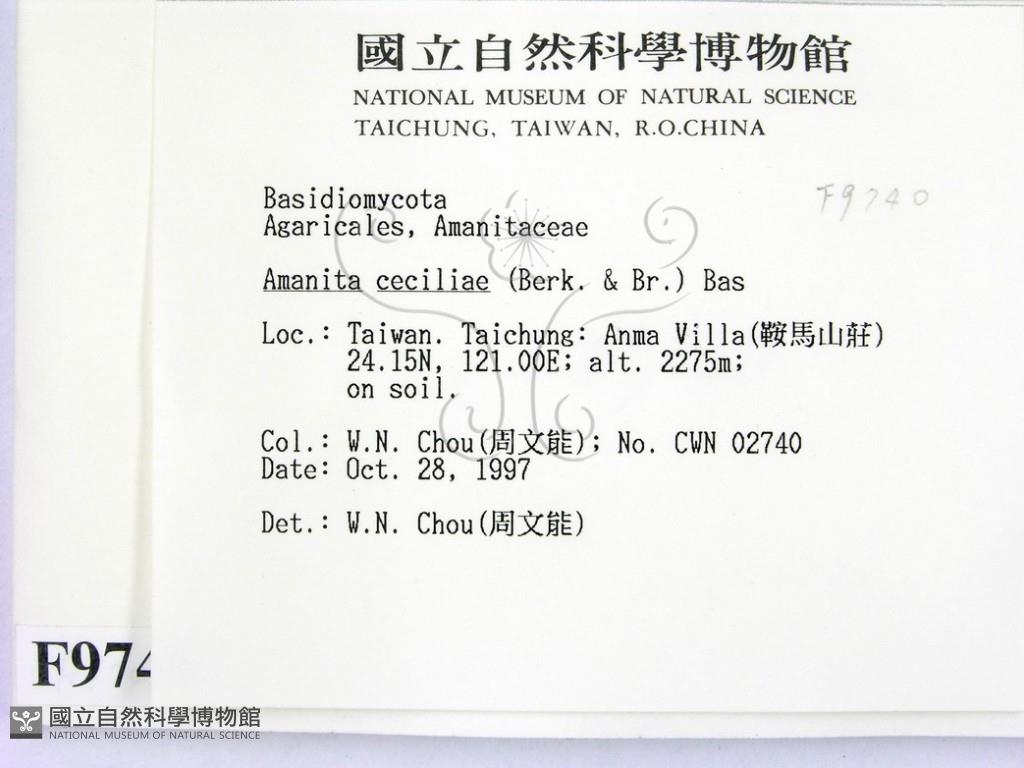 國立自然科學博物館
NATIONAL MUSEUM OF NATURAL SCIENCE
TAICHUNG, TAIWAN, R.O.CHINA
F9740
Basidiomycota
Agaricales, Amanitaceae
Amanita ceciliae (Berk. & Br.) Bas
Loc.: Taiwan. Taichung: Anma Villa(鞍馬山莊)
24.15N, 121.00E; alt. 2275m;
on soil.
Col.: W.N. Chou(周文能); No. CWN 02740
Date: Oct. 28, 1997
Det.: W.N. Chou(周文能)
F974
國立自然科學博物館
NATIONAL MUSEUM OF NATURAL SCIENCE